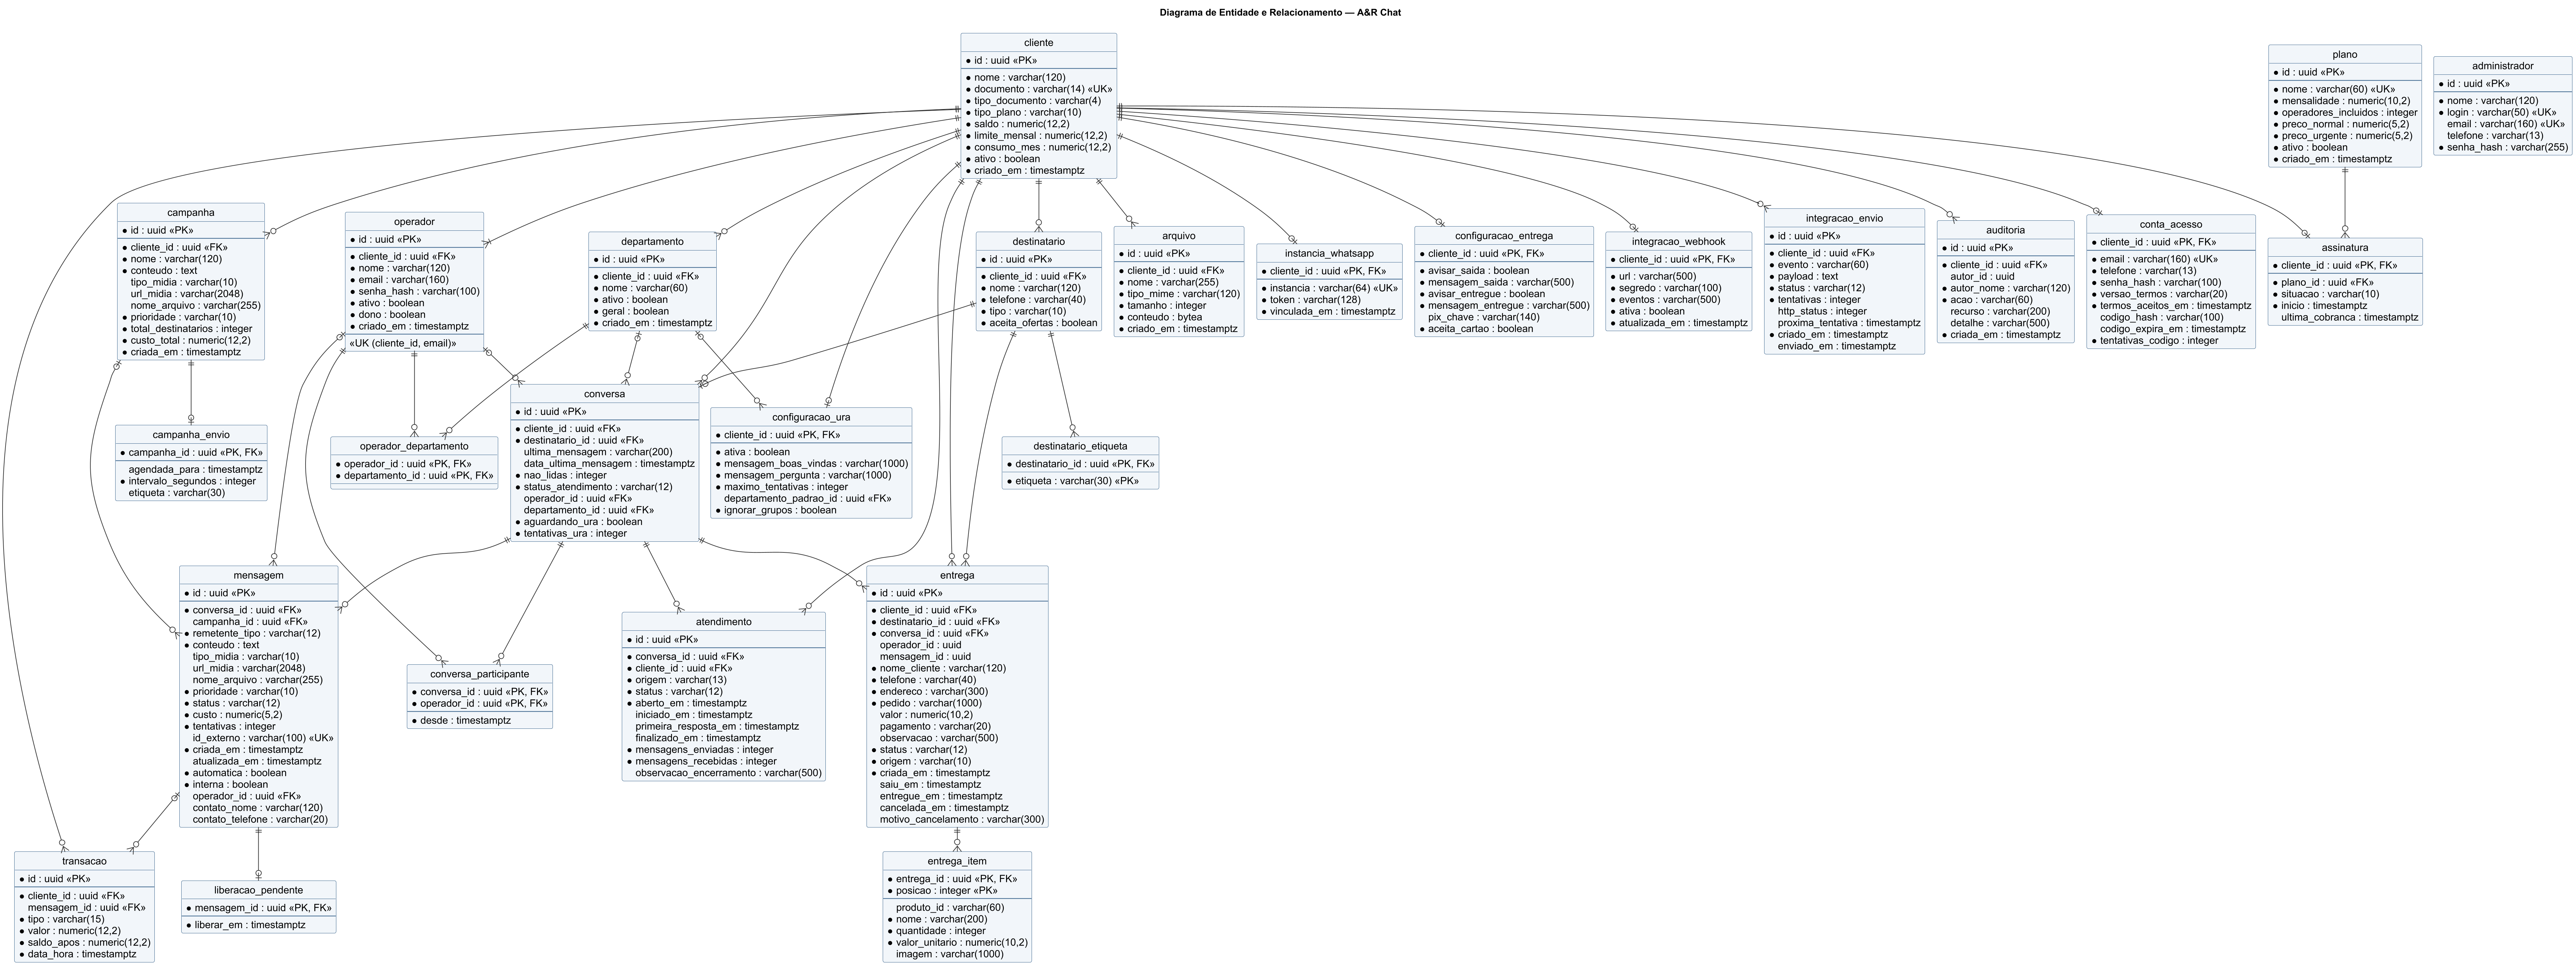 Diagrama de Entidade e Relacionamento — A&R Chat
cliente
● id : uuid «PK»
● nome : varchar(120)
● documento : varchar(14) «UK»
● tipo_documento : varchar(4)
● tipo_plano : varchar(10)
● saldo : numeric(12,2)
● limite_mensal : numeric(12,2)
● consumo_mes : numeric(12,2)
● ativo : boolean
● criado_em : timestamptz
plano
● id : uuid «PK»
● nome : varchar(60) «UK»
● mensalidade : numeric(10,2)
● operadores_incluidos : integer
● preco_normal : numeric(5,2)
● preco_urgente : numeric(5,2)
● ativo : boolean
● criado_em : timestamptz
administrador
● id : uuid «PK»
● nome : varchar(120)
● login : varchar(50) «UK»
email : varchar(160) «UK»
telefone : varchar(13)
● senha_hash : varchar(255)
campanha
● id : uuid «PK»
● cliente_id : uuid «FK»
● nome : varchar(120)
● conteudo : text
tipo_midia : varchar(10)
url_midia : varchar(2048)
nome_arquivo : varchar(255)
● prioridade : varchar(10)
● total_destinatarios : integer
● custo_total : numeric(12,2)
● criada_em : timestamptz
operador
● id : uuid «PK»
● cliente_id : uuid «FK»
● nome : varchar(120)
● email : varchar(160)
● senha_hash : varchar(100)
● ativo : boolean
● dono : boolean
● criado_em : timestamptz
«UK (cliente_id, email)»
departamento
● id : uuid «PK»
● cliente_id : uuid «FK»
● nome : varchar(60)
● ativo : boolean
● geral : boolean
● criado_em : timestamptz
destinatario
● id : uuid «PK»
● cliente_id : uuid «FK»
● nome : varchar(120)
● telefone : varchar(40)
● tipo : varchar(10)
● aceita_ofertas : boolean
arquivo
● id : uuid «PK»
● cliente_id : uuid «FK»
● nome : varchar(255)
● tipo_mime : varchar(120)
● tamanho : integer
● conteudo : bytea
● criado_em : timestamptz
instancia_whatsapp
● cliente_id : uuid «PK, FK»
● instancia : varchar(64) «UK»
● token : varchar(128)
● vinculada_em : timestamptz
configuracao_entrega
● cliente_id : uuid «PK, FK»
● avisar_saida : boolean
● mensagem_saida : varchar(500)
● avisar_entregue : boolean
● mensagem_entregue : varchar(500)
pix_chave : varchar(140)
● aceita_cartao : boolean
integracao_webhook
● cliente_id : uuid «PK, FK»
● url : varchar(500)
● segredo : varchar(100)
● eventos : varchar(500)
● ativa : boolean
● atualizada_em : timestamptz
integracao_envio
● id : uuid «PK»
● cliente_id : uuid «FK»
● evento : varchar(60)
● payload : text
● status : varchar(12)
● tentativas : integer
http_status : integer
proxima_tentativa : timestamptz
● criado_em : timestamptz
enviado_em : timestamptz
auditoria
● id : uuid «PK»
● cliente_id : uuid «FK»
autor_id : uuid
autor_nome : varchar(120)
● acao : varchar(60)
recurso : varchar(200)
detalhe : varchar(500)
● criada_em : timestamptz
conta_acesso
● cliente_id : uuid «PK, FK»
● email : varchar(160) «UK»
● telefone : varchar(13)
● senha_hash : varchar(100)
● versao_termos : varchar(20)
● termos_aceitos_em : timestamptz
codigo_hash : varchar(100)
codigo_expira_em : timestamptz
● tentativas_codigo : integer
assinatura
● cliente_id : uuid «PK, FK»
● plano_id : uuid «FK»
● situacao : varchar(10)
● inicio : timestamptz
ultima_cobranca : timestamptz
campanha_envio
● campanha_id : uuid «PK, FK»
agendada_para : timestamptz
● intervalo_segundos : integer
etiqueta : varchar(30)
operador_departamento
● operador_id : uuid «PK, FK»
● departamento_id : uuid «PK, FK»
conversa
● id : uuid «PK»
● cliente_id : uuid «FK»
● destinatario_id : uuid «FK»
ultima_mensagem : varchar(200)
data_ultima_mensagem : timestamptz
● nao_lidas : integer
● status_atendimento : varchar(12)
operador_id : uuid «FK»
departamento_id : uuid «FK»
● aguardando_ura : boolean
● tentativas_ura : integer
configuracao_ura
● cliente_id : uuid «PK, FK»
● ativa : boolean
● mensagem_boas_vindas : varchar(1000)
● mensagem_pergunta : varchar(1000)
● maximo_tentativas : integer
departamento_padrao_id : uuid «FK»
● ignorar_grupos : boolean
destinatario_etiqueta
● destinatario_id : uuid «PK, FK»
● etiqueta : varchar(30) «PK»
mensagem
● id : uuid «PK»
● conversa_id : uuid «FK»
campanha_id : uuid «FK»
● remetente_tipo : varchar(12)
● conteudo : text
tipo_midia : varchar(10)
url_midia : varchar(2048)
nome_arquivo : varchar(255)
● prioridade : varchar(10)
● status : varchar(12)
● custo : numeric(5,2)
● tentativas : integer
id_externo : varchar(100) «UK»
● criada_em : timestamptz
atualizada_em : timestamptz
● automatica : boolean
● interna : boolean
operador_id : uuid «FK»
contato_nome : varchar(120)
contato_telefone : varchar(20)
conversa_participante
● conversa_id : uuid «PK, FK»
● operador_id : uuid «PK, FK»
● desde : timestamptz
atendimento
● id : uuid «PK»
● conversa_id : uuid «FK»
● cliente_id : uuid «FK»
● origem : varchar(13)
● status : varchar(12)
● aberto_em : timestamptz
iniciado_em : timestamptz
primeira_resposta_em : timestamptz
finalizado_em : timestamptz
● mensagens_enviadas : integer
● mensagens_recebidas : integer
observacao_encerramento : varchar(500)
entrega
● id : uuid «PK»
● cliente_id : uuid «FK»
● destinatario_id : uuid «FK»
● conversa_id : uuid «FK»
operador_id : uuid
mensagem_id : uuid
● nome_cliente : varchar(120)
● telefone : varchar(40)
● endereco : varchar(300)
● pedido : varchar(1000)
valor : numeric(10,2)
pagamento : varchar(20)
observacao : varchar(500)
● status : varchar(12)
● origem : varchar(10)
● criada_em : timestamptz
saiu_em : timestamptz
entregue_em : timestamptz
cancelada_em : timestamptz
motivo_cancelamento : varchar(300)
transacao
● id : uuid «PK»
● cliente_id : uuid «FK»
mensagem_id : uuid «FK»
● tipo : varchar(15)
● valor : numeric(12,2)
● saldo_apos : numeric(12,2)
● data_hora : timestamptz
liberacao_pendente
● mensagem_id : uuid «PK, FK»
● liberar_em : timestamptz
entrega_item
● entrega_id : uuid «PK, FK»
● posicao : integer «PK»
produto_id : varchar(60)
● nome : varchar(200)
● quantidade : integer
● valor_unitario : numeric(10,2)
imagem : varchar(1000)